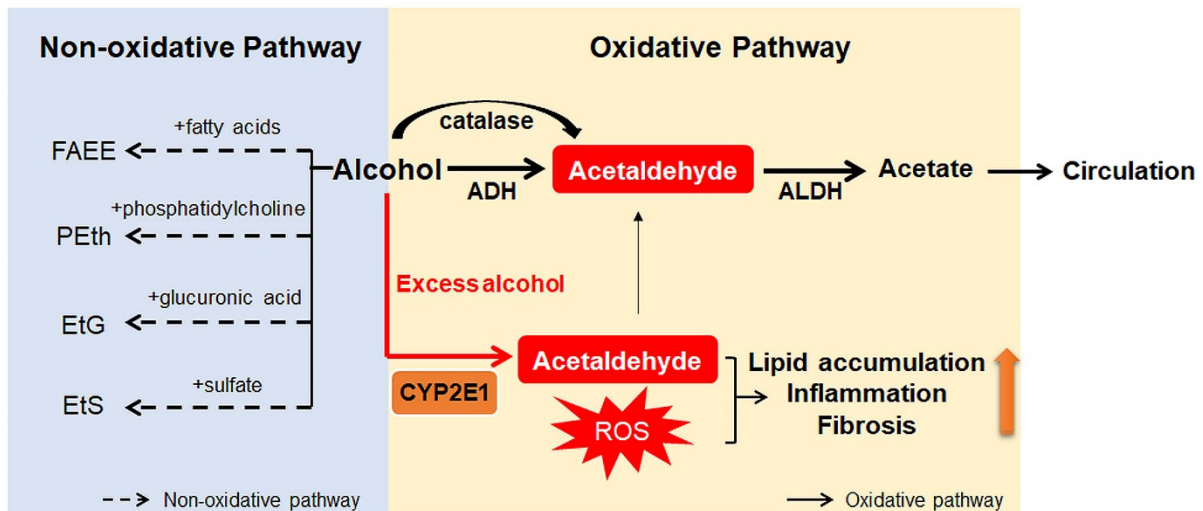 Non-oxidative Pathway
Oxidative Pathway
+fatty acids
FAEE
catalase
Alcohol
ADH
Acetaldehyde
ALDH
Acetate
Circulation
+phosphatidylcholine
PEth
Excess alcohol
+glucuronic acid
EtG
Acetaldehyde
CYP2E1
ROS
Lipid accumulation
Inflammation
Fibrosis
+sulfate
EtS
Non-oxidative pathway
Oxidative pathway